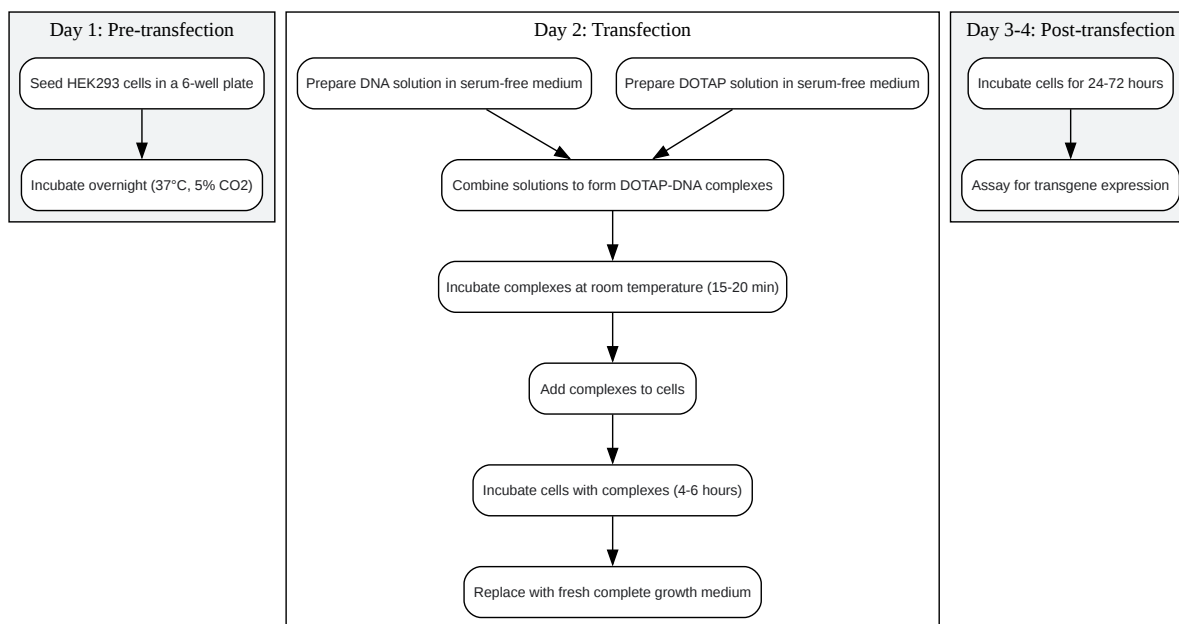 Day 1: Pre-transfection
Seed HEK293 cells in a 6-well plate
Incubate overnight (37°C, 5% CO2)
Day 2: Transfection
Prepare DNA solution in serum-free medium
Prepare DOTAP solution in serum-free medium
Combine solutions to form DOTAP-DNA complexes
Incubate complexes at room temperature (15-20 min)
Add complexes to cells
Incubate cells with complexes (4-6 hours)
Replace with fresh complete growth medium
Day 3-4: Post-transfection
Incubate cells for 24-72 hours
Assay for transgene expression